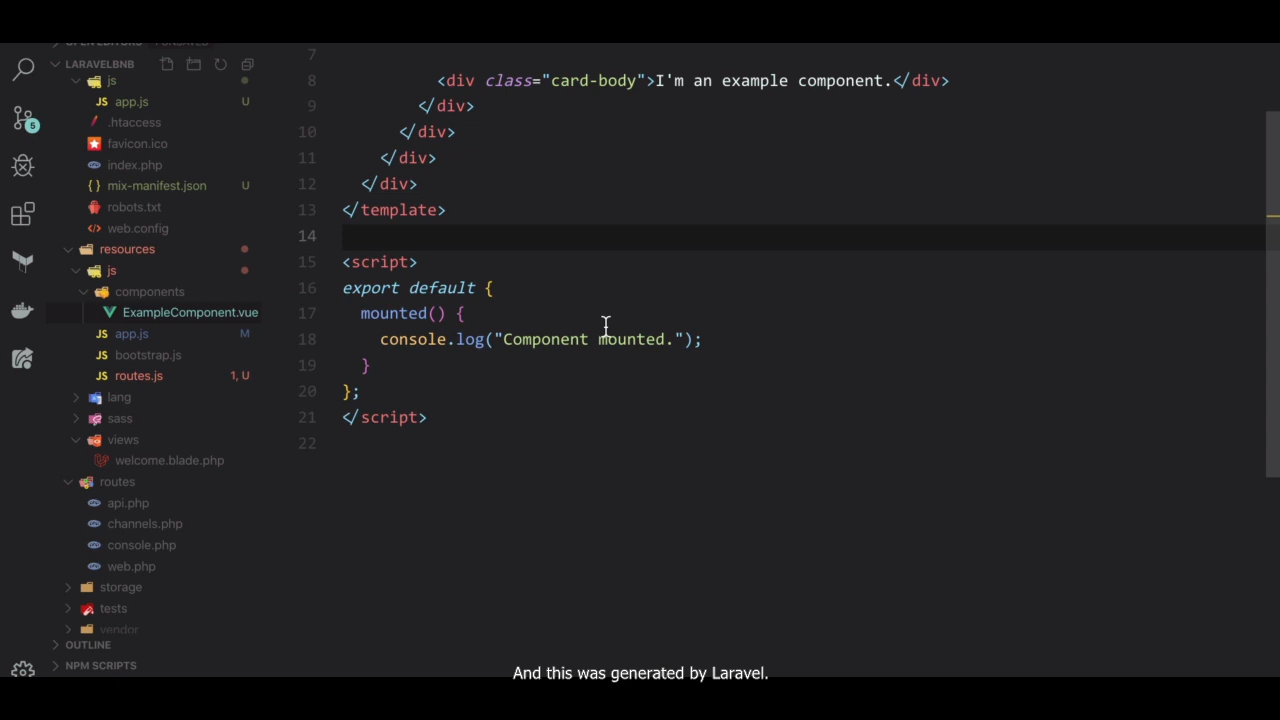 LARAVELBNB
js
app.js U
.htaccess
favicon.ico
index.php
mix-manifest.json U
robots.txt
web.config
resources
js
components
ExampleComponent.vue
app.js M
bootstrap.js
routes.js 1, U
lang
sass
views
welcome.blade.php
routes
api.php
channels.php
console.php
web.php
storage
tests
vendor
OUTLINE
NPM SCRIPTS
5
7
8 <div class="card-body">I'm an example component.</div>
9 </div>
10 </div>
11 </div>
12 </div>
13 </template>
14
15 <script>
16 export default {
17 mounted() {
18 console.log("Component mounted.");
19 }
20 };
21 </script>
22
And this was generated by Laravel.